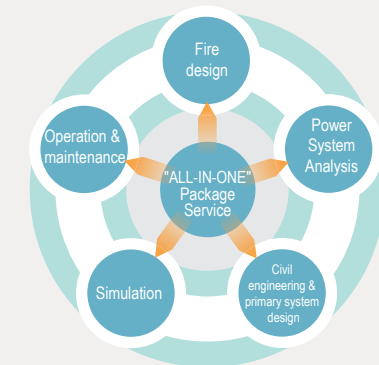 Fire
design
Power
System
Analysis
Operation &
maintenance
"ALL-IN-ONE"
Package
Service
Simulation
Civil
engineering &
primary system
design